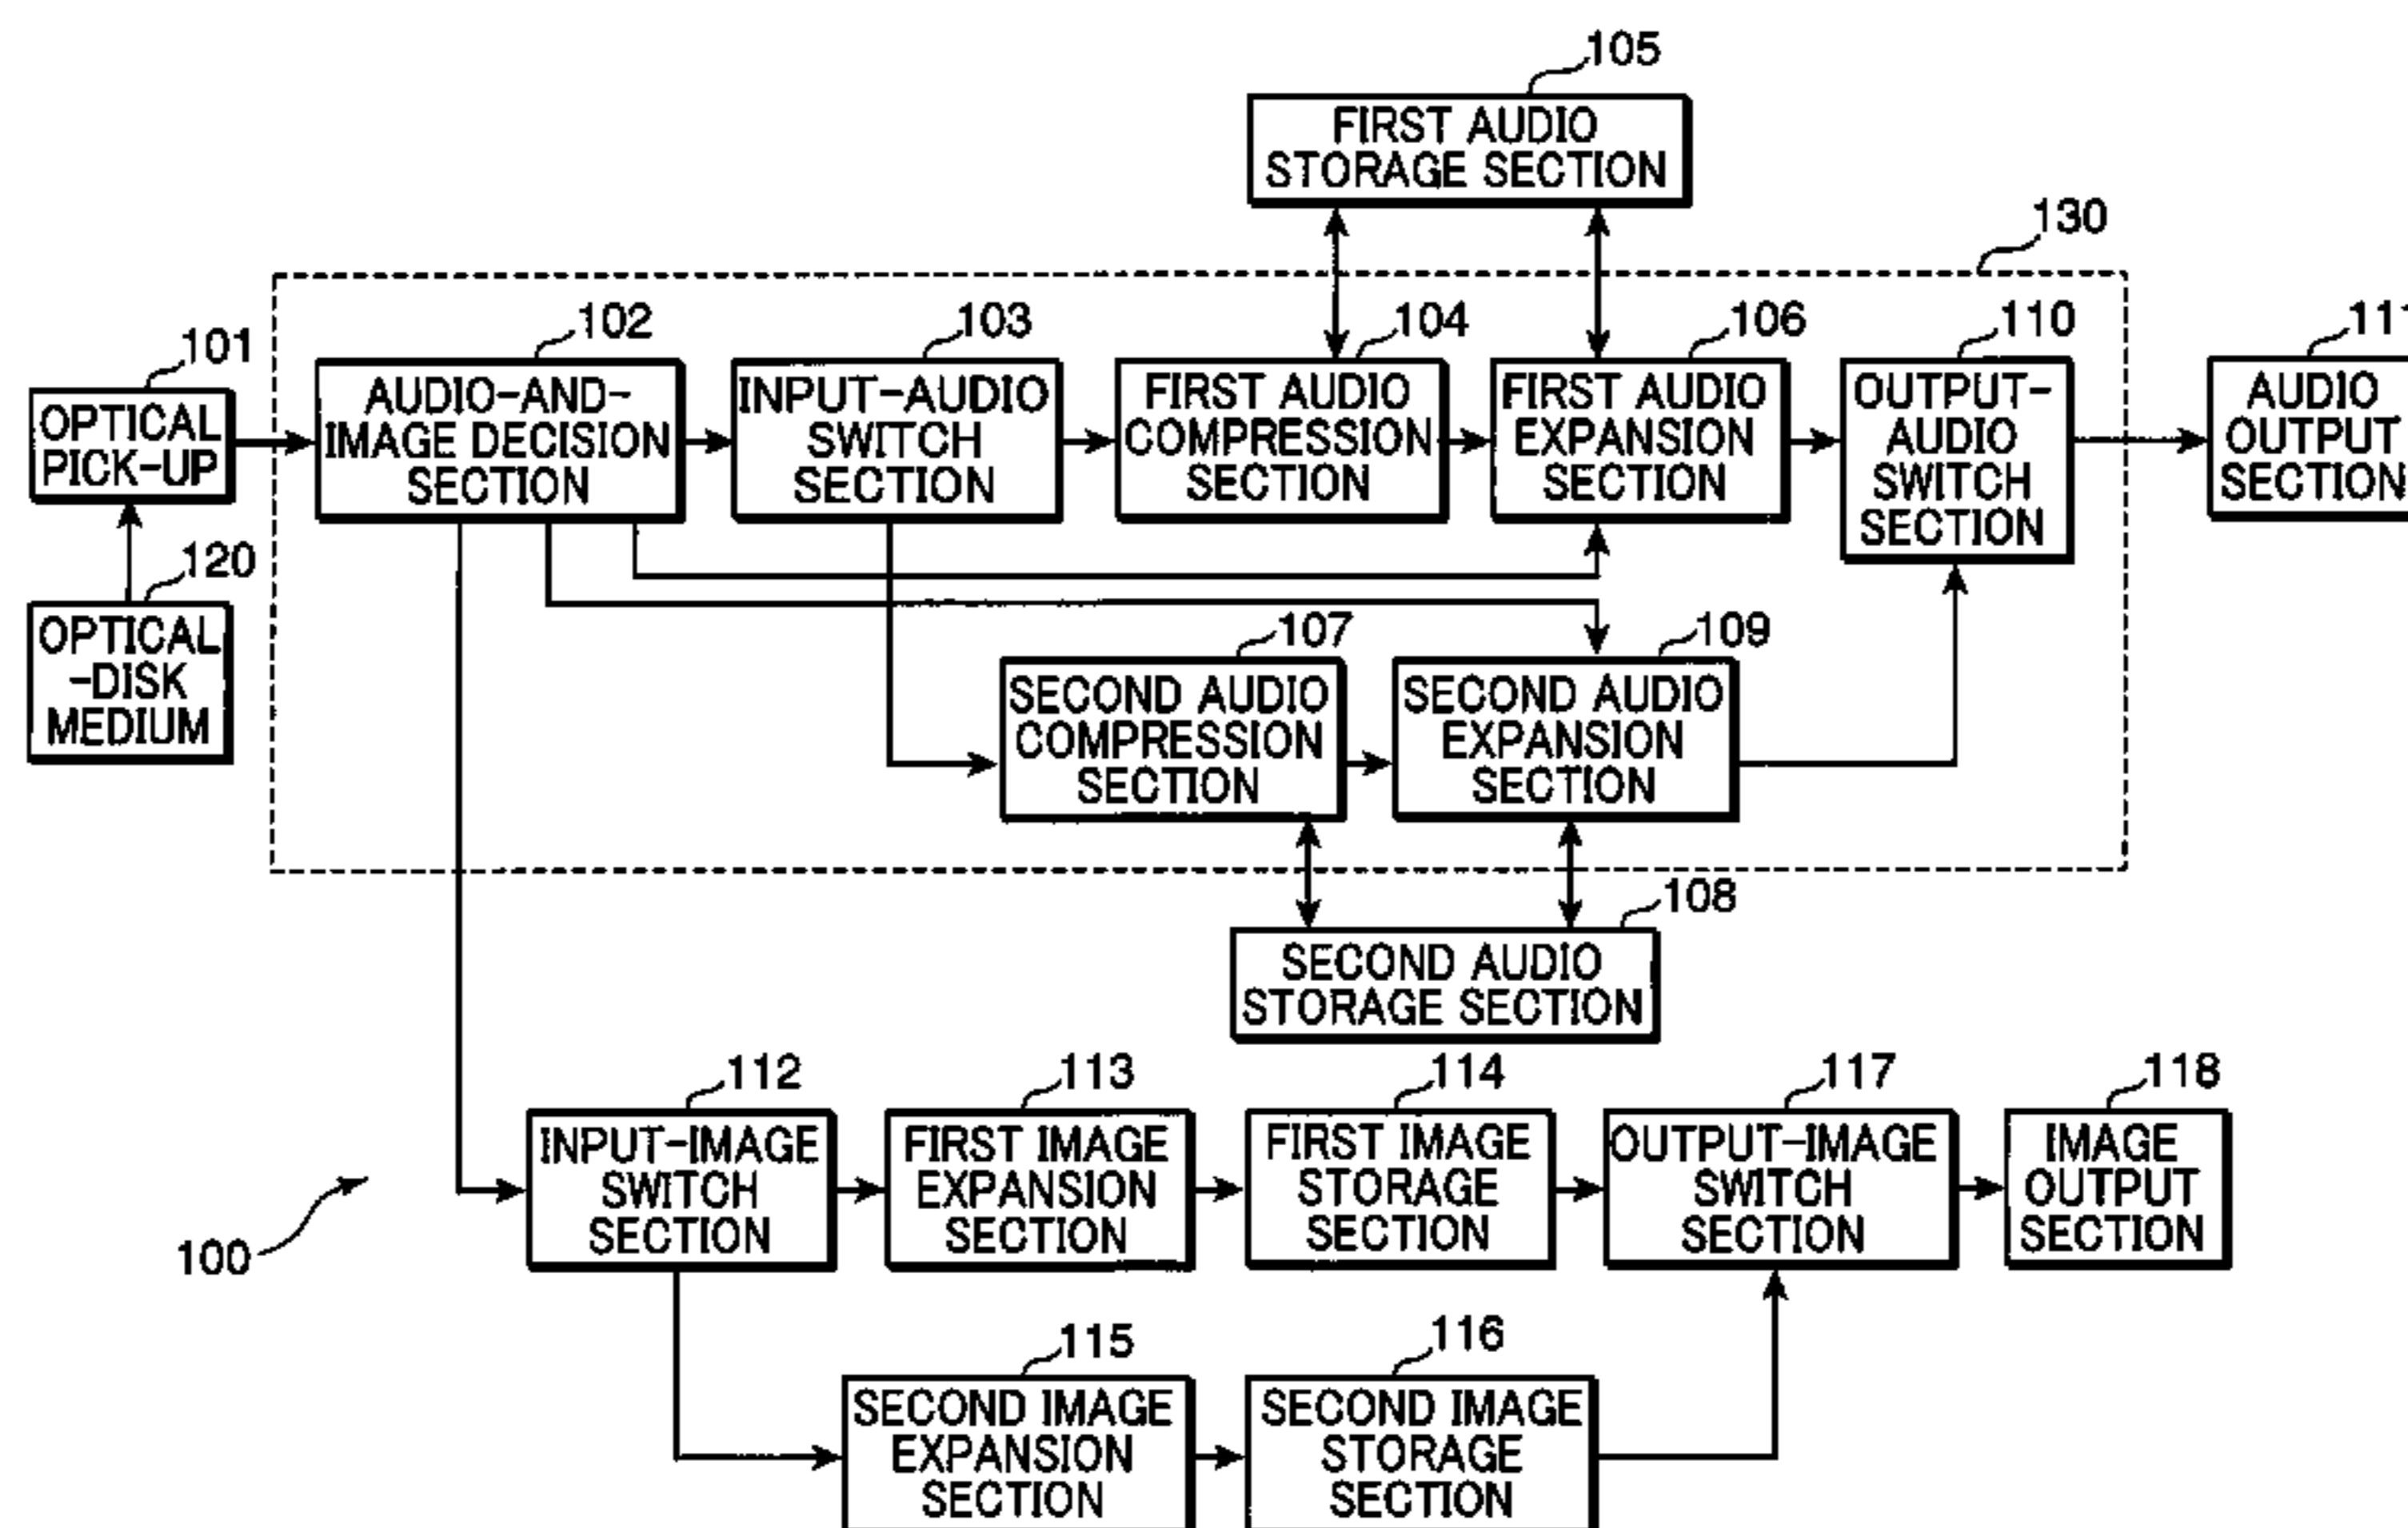 105
FIRST AUDIO
STORAGE SECTION
130
101
OPTICAL
PICK-UP
102
AUDIO-AND-
IMAGE DECISION
SECTION
103
INPUT-AUDIO
SWITCH
SECTION
104
FIRST AUDIO
COMPRESSION
SECTION
106
FIRST AUDIO
EXPANSION
SECTION
110
OUTPUT-
AUDIO
SWITCH
SECTION
111
AUDIO
OUTPUT
SECTION
120
OPTICAL
-DISK
MEDIUM
107
SECOND AUDIO
COMPRESSION
SECTION
109
SECOND AUDIO
EXPANSION
SECTION
108
SECOND AUDIO
STORAGE SECTION
100
112
INPUT-IMAGE
SWITCH
SECTION
113
FIRST IMAGE
EXPANSION
SECTION
114
FIRST IMAGE
STORAGE
SECTION
117
OUTPUT-IMAGE
SWITCH
SECTION
118
IMAGE
OUTPUT
SECTION
115
SECOND IMAGE
EXPANSION
SECTION
116
SECOND IMAGE
STORAGE
SECTION